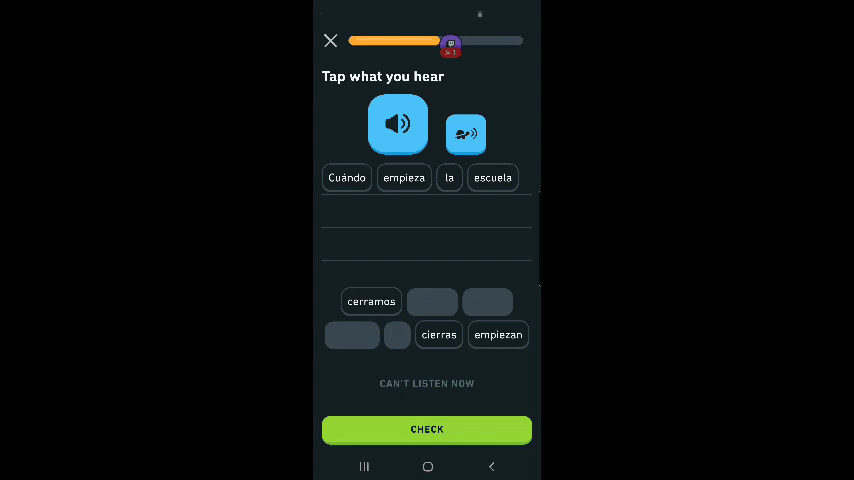 Tap what you hear
Cuándo empieza la escuela
cerramos
cierras empiezan
CAN'T LISTEN NOW
CHECK